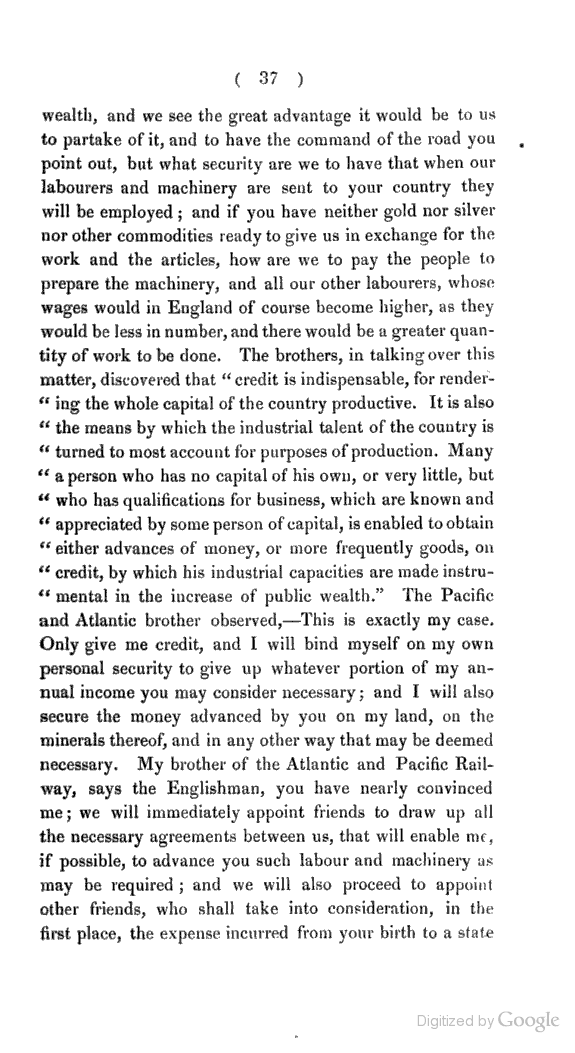 ( 37 )
wealth, and we see the great advantage it would be to us
to partake of it, and to have the command of the road you
point out, but what security are we to have that when our
labourers and machinery are sent to your country they
will be employed ; and if you have neither gold nor silver
nor other commodities ready to give us in exchange for the
work and the articles, how are we to pay the people to
prepare the machinery, and all our other labourers, whose
wages would in England of course become higher, as they
would be less in number, and there would be a greater quan-
tity of work to be done. The brothers, in talking over this
matter, discovered that “ credit is indispensable, for render-
“ ing the whole capital of the country productive. It is also
“ the means by which the industrial talent of the country is
“ turned to most account for purposes of production. Many
“ a person who has no capital of his own, or very little, but
“ who has qualifications for business, which are known and
“ appreciated by some person of capital, is enabled to obtain
“ either advances of money, or more frequently goods, on
“ credit, by which his industrial capacities are made instru-
“ mental in the increase of public wealth.” The Pacific
and Atlantic brother observed,—This is exactly my case.
Only give me credit, and I will bind myself on my own
personal security to give up whatever portion of my an-
nual income you may consider necessary ; and I will also
secure the money advanced by you on my land, on the
minerals thereof, and in any other way that may be deemed
necessary. My brother of the Atlantic and Pacific Rail-
way, says the Englishman, you have nearly convinced
me ; we will immediately appoint friends to draw up all
the necessary agreements between us, that will enable me,
if possible, to advance you such labour and machinery as
may be required ; and we will also proceed to appoint
other friends, who shall take into consideration, in the
first place, the expense incurred from your birth to a state
Digitized by Google